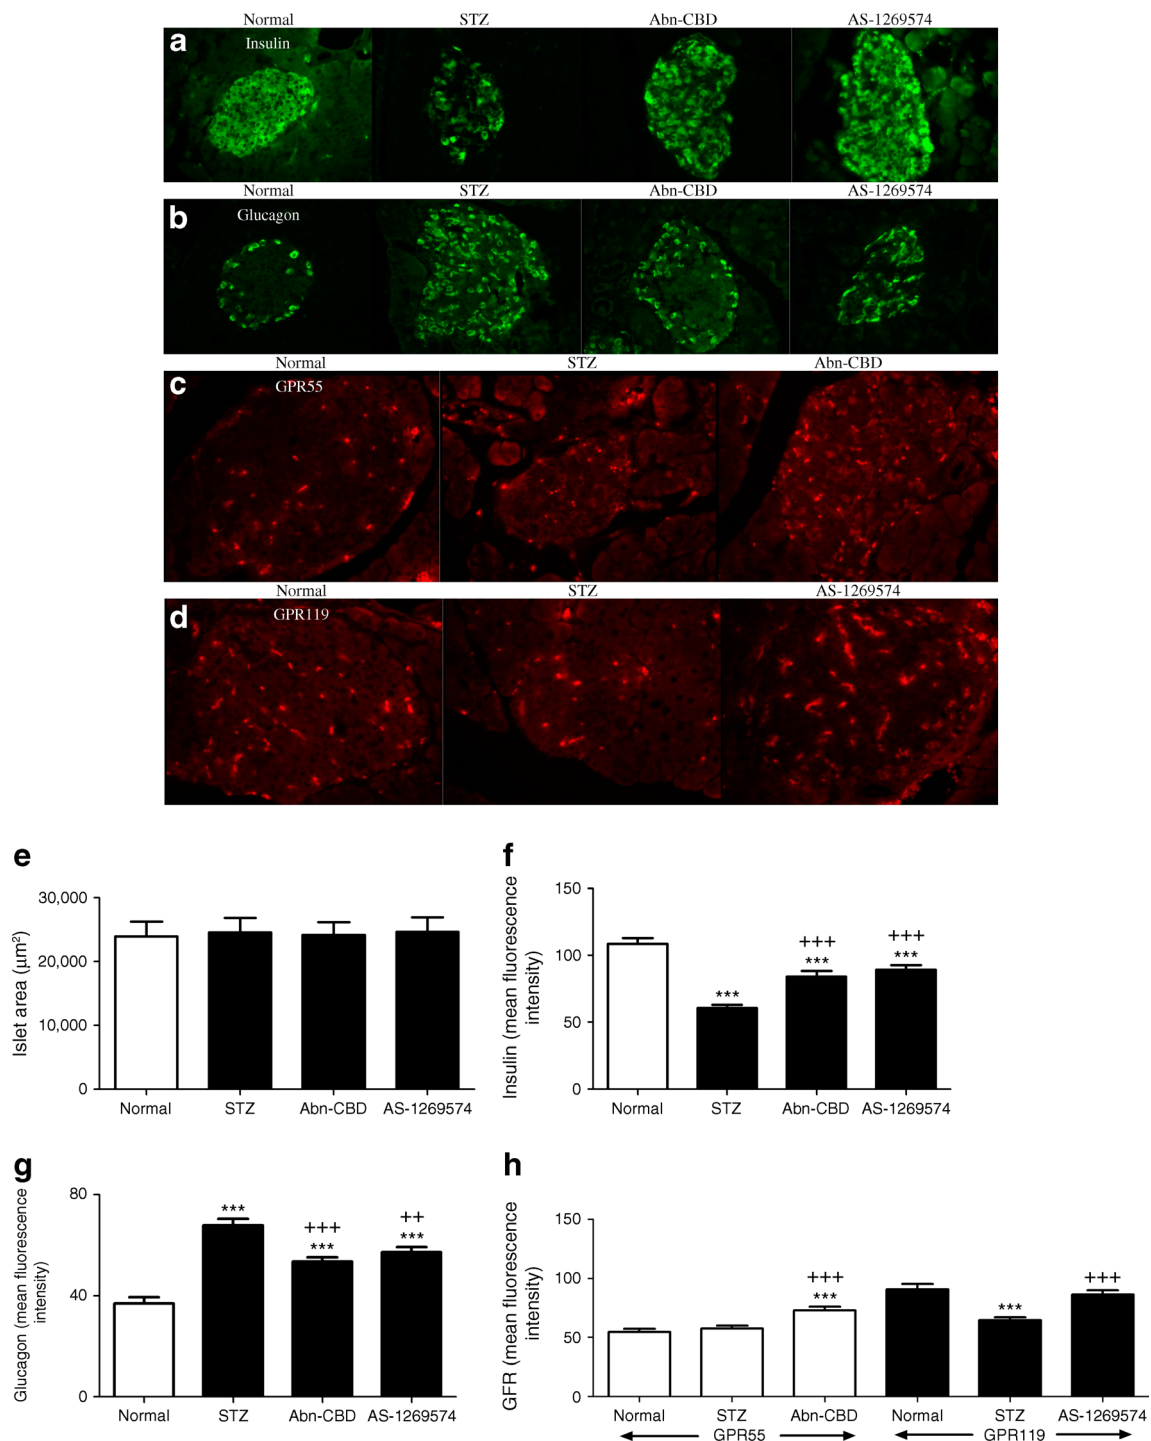 Normal STZ Abn-CBD AS-1269574
a Insulin
Normal STZ Abn-CBD AS-1269574
b Glucagon
Normal STZ Abn-CBD
c GPR55
Normal STZ AS-1269574
d GPR119
e
Islet area (µm²)
30,000
20,000
10,000
0
Normal STZ Abn-CBD AS-1269574
f
Insulin (mean fluorescence
intensity)
150
100
50
0
***
+++
***
+++
***
Normal STZ Abn-CBD AS-1269574
g
Glucagon (mean fluorescence
intensity)
80
40
0
***
+++
***
++
***
Normal STZ Abn-CBD AS-1269574
h
GFR (mean fluorescence
intensity)
150
100
50
0
+++
***
***
+++
Normal STZ Abn-CBD Normal STZ AS-1269574
GPR55 GPR119